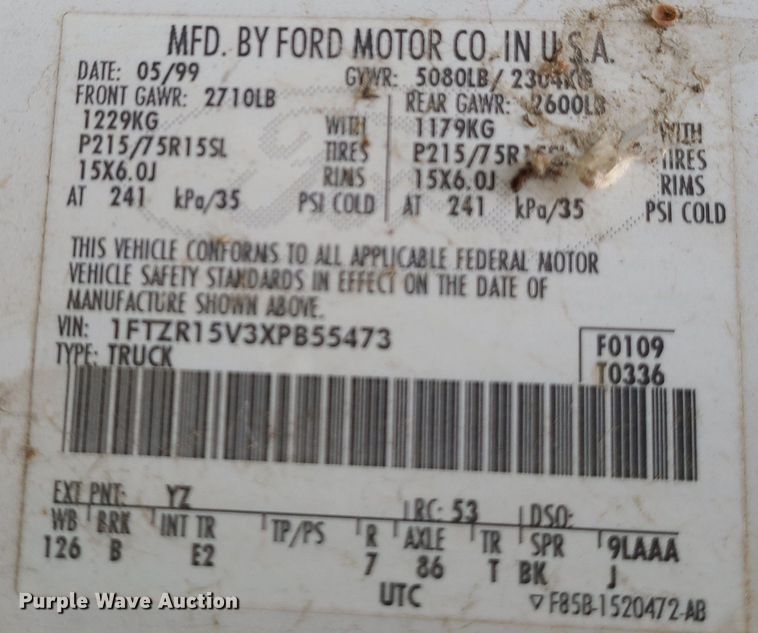 MFD. BY FORD MOTOR CO. IN U.S.A.
DATE: 05/99 GVWR: 5080LB/ 2304KG
FRONT GAWR: 2710LB REAR GAWR: 2600LB
1229KG WITH 1179KG WITH
P215/75R15SL TIRES P215/75R15SL TIRES
15X6.0J RIMS 15X6.0J RIMS
AT 241 kPa/35 PSI COLD AT 241 kPa/35 PSI COLD
THIS VEHICLE CONFORMS TO ALL APPLICABLE FEDERAL MOTOR
VEHICLE SAFETY STANDARDS IN EFFECT ON THE DATE OF
MANUFACTURE SHOWN ABOVE.
VIN: 1FTZR15V3XPB55473 F0109
TYPE: TRUCK T0336
EXT PNT: YZ RC: 53 DSO:
WB BRK INT TR TP/PS R AXLE TR SPR 9LAAA
126 B E2 7 86 T BK J
UTC ▽ F85B-1520472-AB
Purple Wave Auction